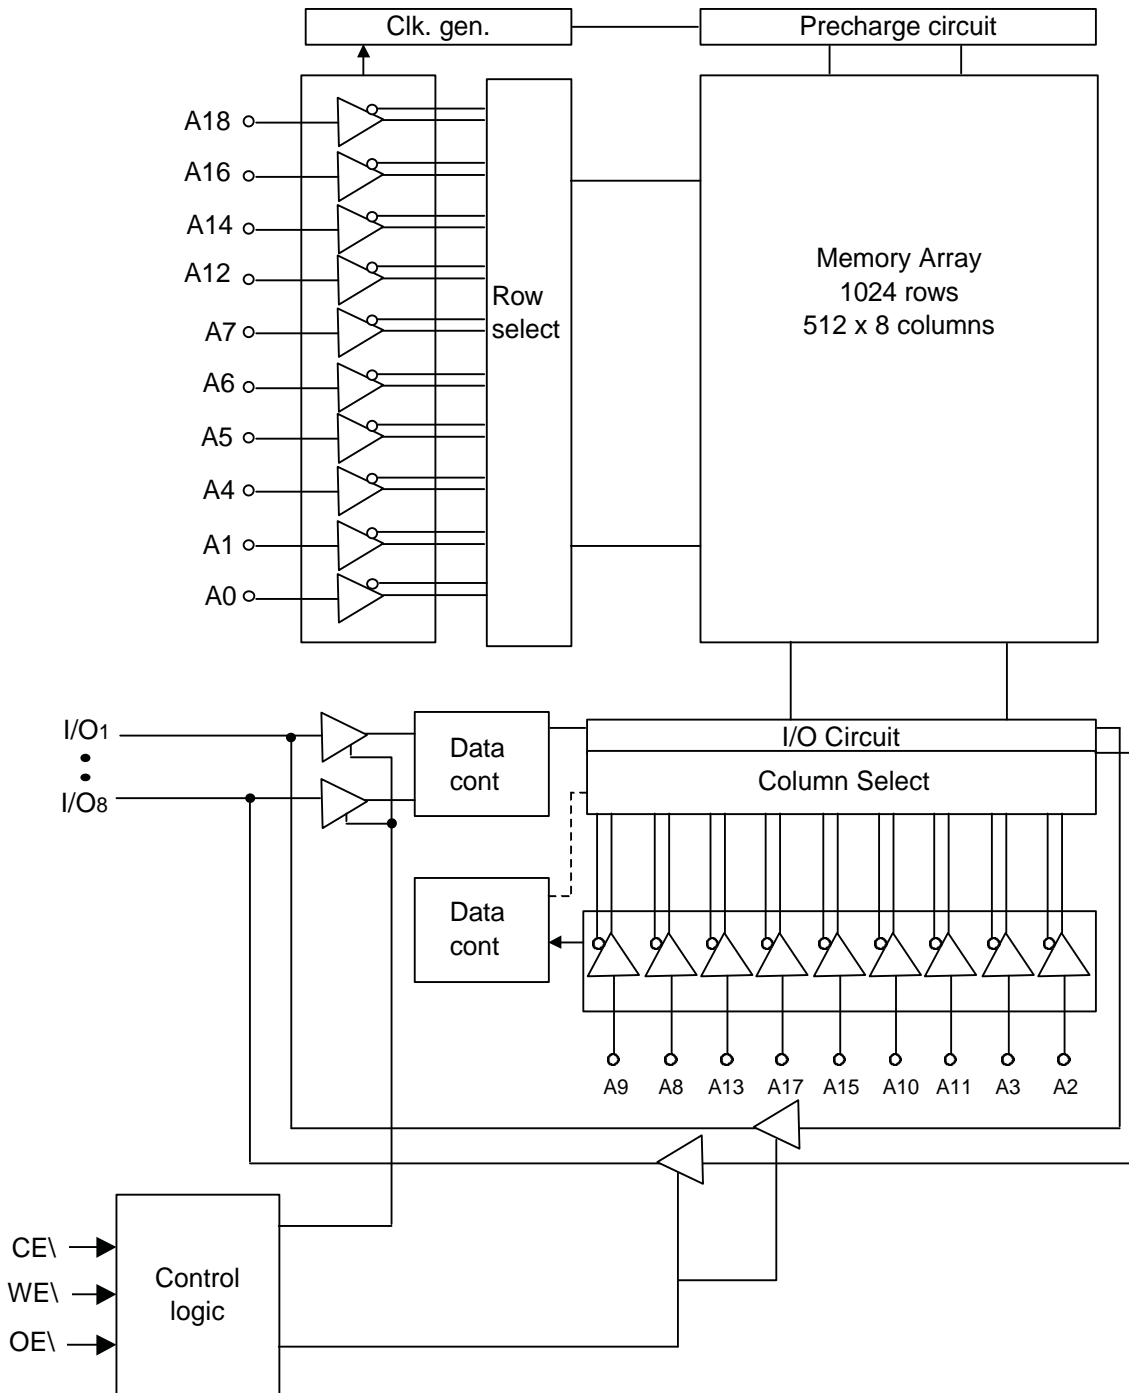 Clk. gen.
Precharge circuit
A18
A16
A14
A12
A7
A6
A5
A4
A1
A0
Row
select
Memory Array
1024 rows
512 x 8 columns
I/O1
I/O8
Data
cont
I/O Circuit
Column Select
Data
cont
A9 A8 A13 A17 A15 A10 A11 A3 A2
CE\
WE\
OE\
Control
logic